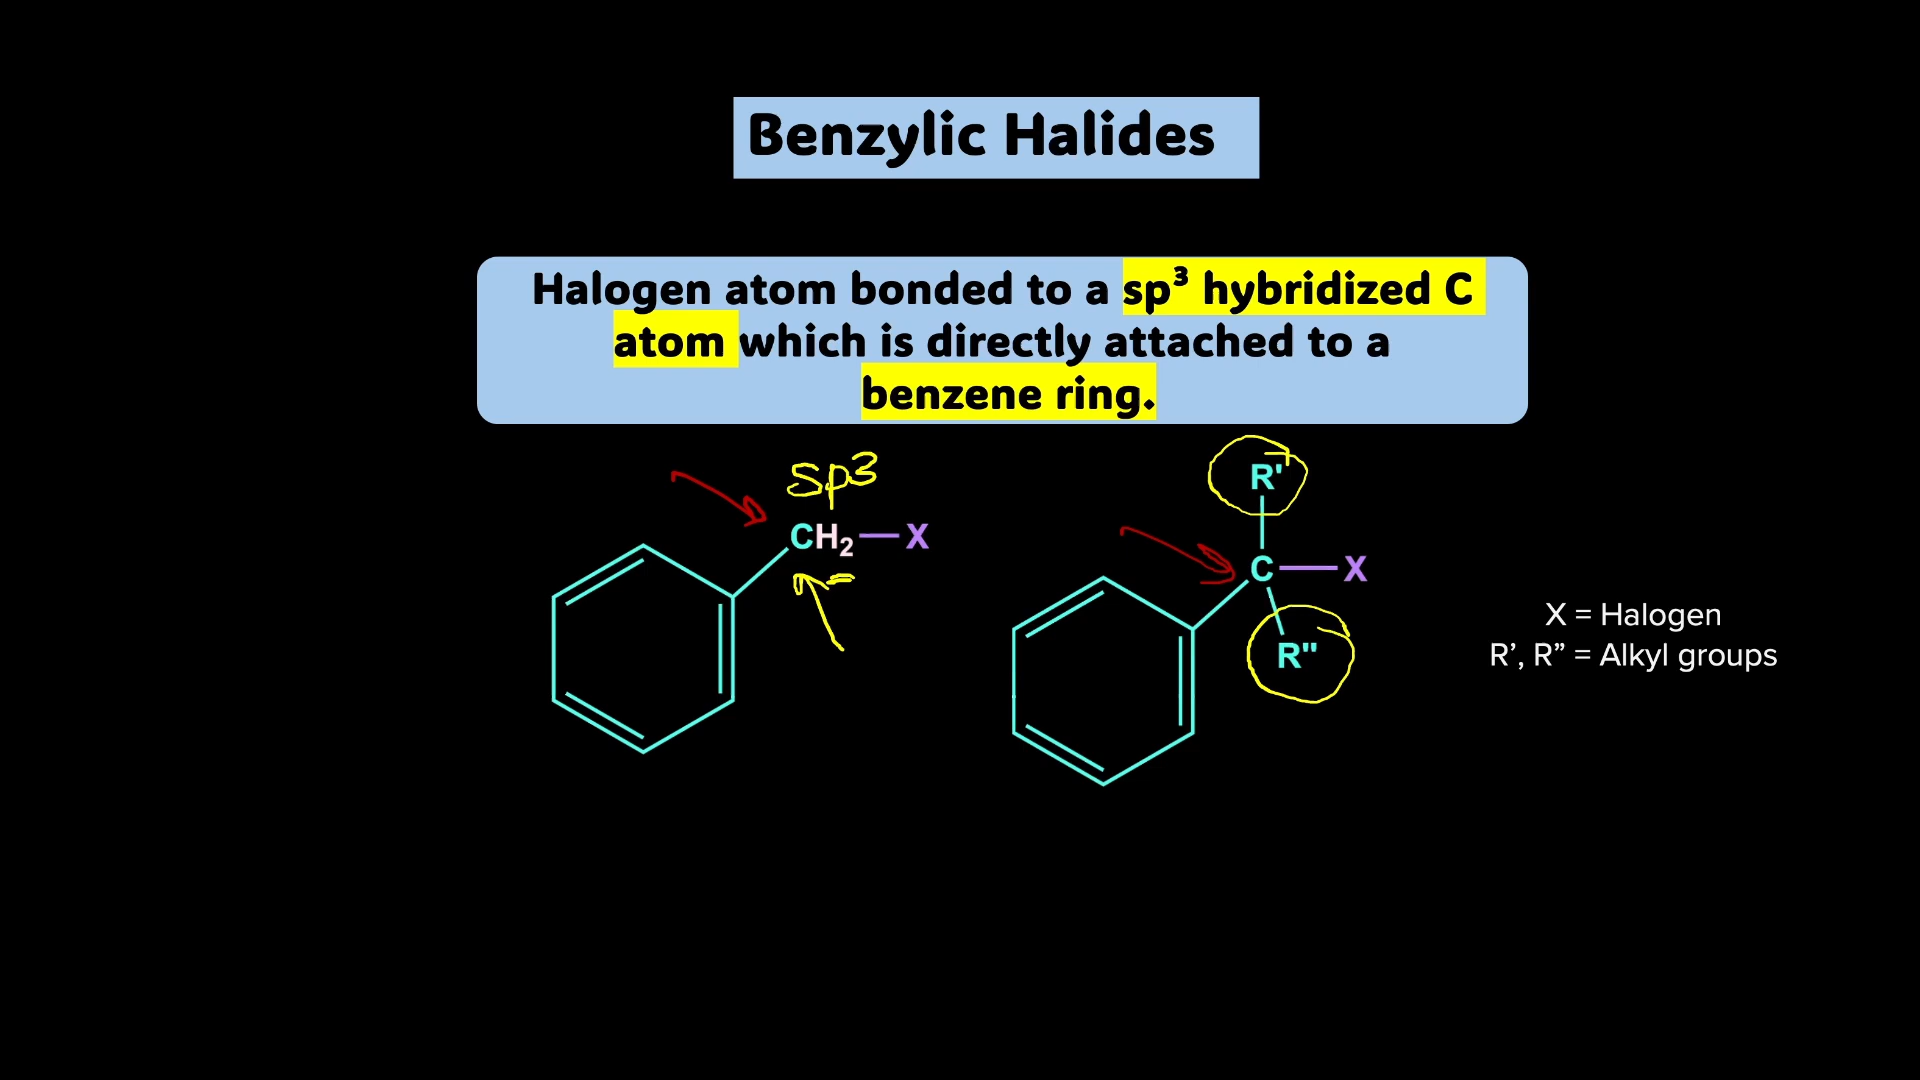 Benzylic Halides
Halogen atom bonded to a sp³ hybridized C
atom which is directly attached to a
benzene ring.
sp3
CH₂—X
R'
C—X
R"
X = Halogen
R’, R” = Alkyl groups